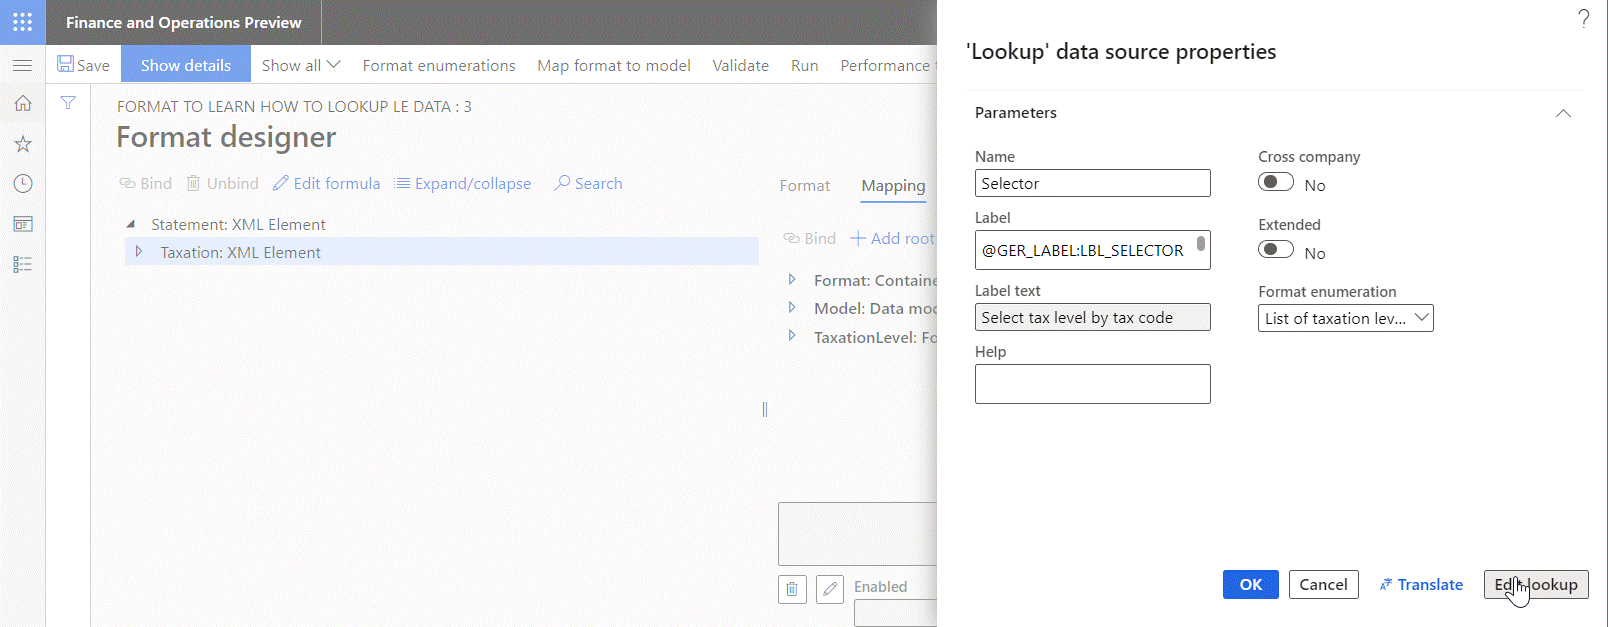 Finance and Operations Preview
?
Save
Show details
Show all
Format enumerations
Map format to model
Validate
Run
Performance
FORMAT TO LEARN HOW TO LOOKUP LE DATA : 3
Format designer
Bind
Unbind
Edit formula
Expand/collapse
Search
Statement: XML Element
Taxation: XML Element
Format
Mapping
Bind
Add root
Format: Containe
Model: Data mod
TaxationLevel: Fo
Enabled
'Lookup' data source properties
Parameters
Name
Selector
Label
@GER_LABEL:LBL_SELECTOR
Label text
Select tax level by tax code
Help
Cross company
No
Extended
No
Format enumeration
List of taxation lev...
OK
Cancel
Translate
Edit lookup